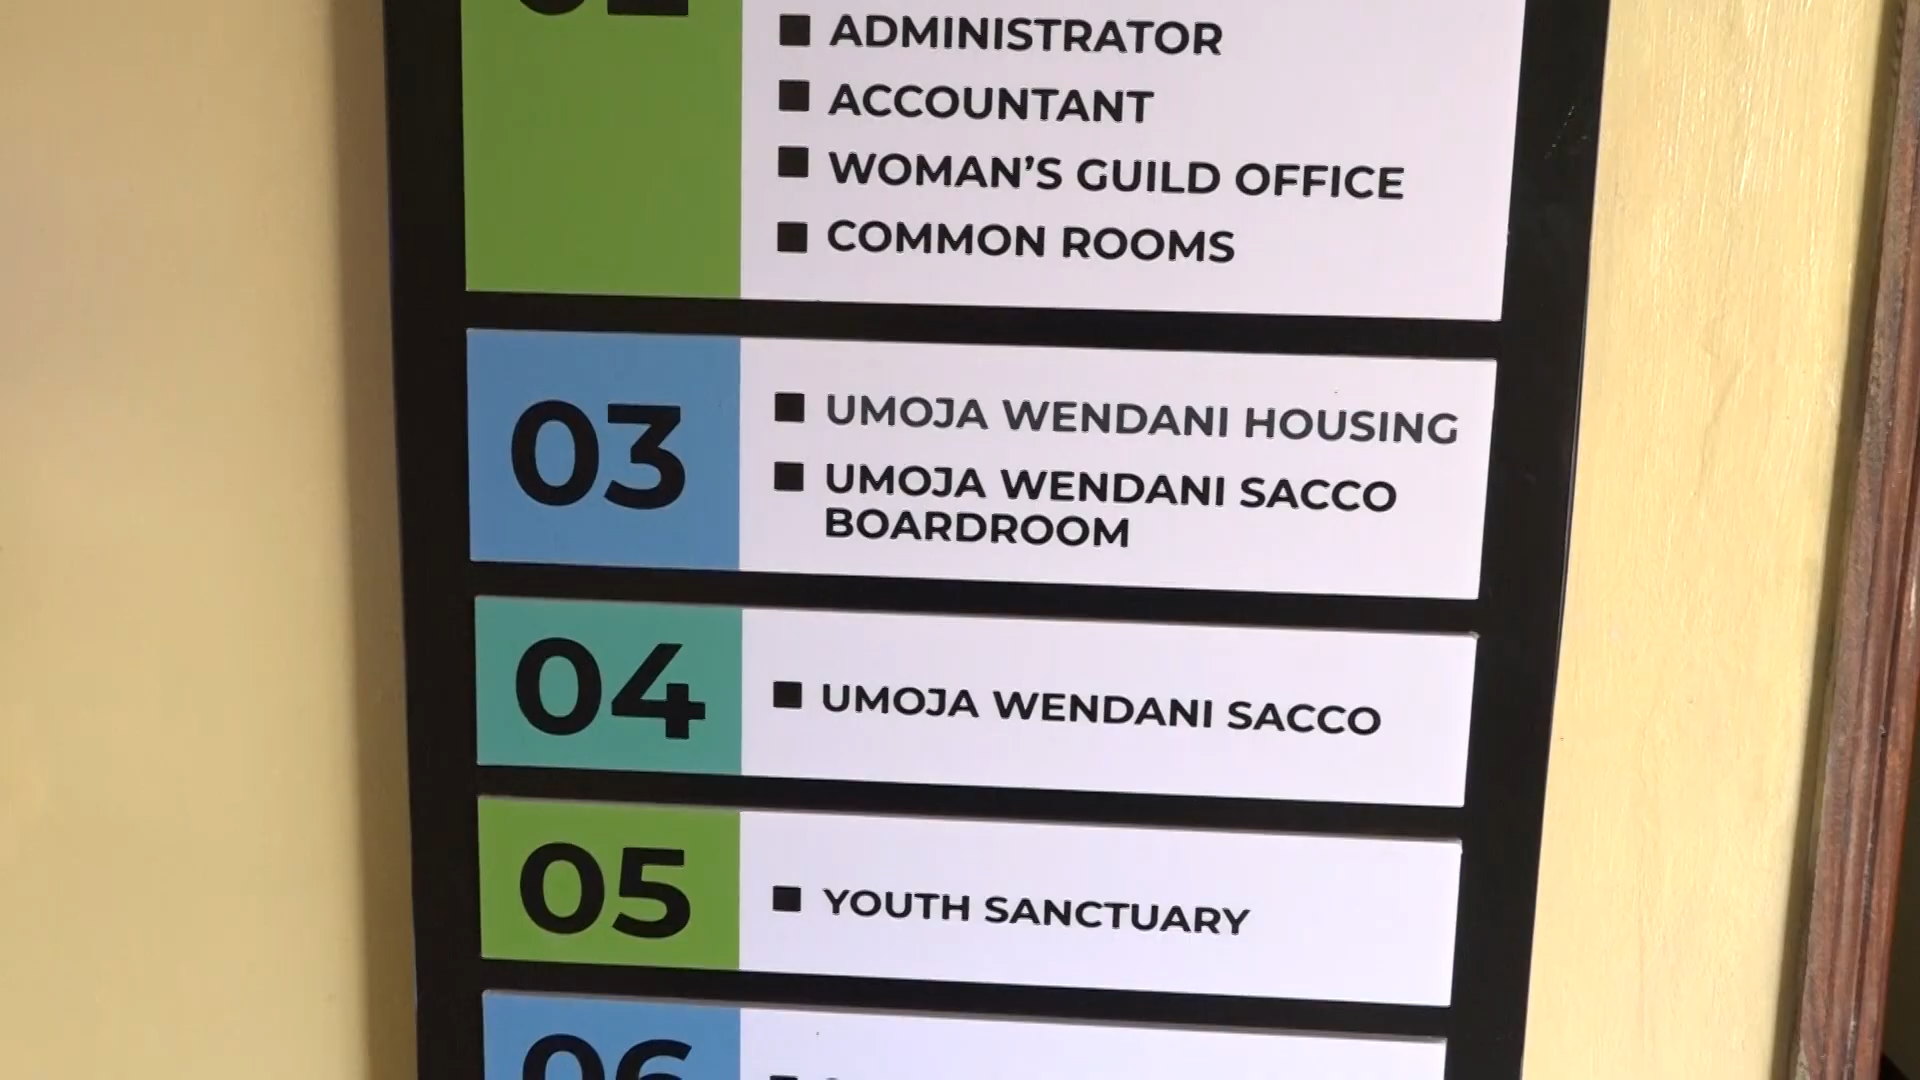 ADMINISTRATOR
ACCOUNTANT
WOMAN'S GUILD OFFICE
COMMON ROOMS
03
UMOJA WENDANI HOUSING
UMOJA WENDANI SACCO
BOARDROOM
04
UMOJA WENDANI SACCO
05
YOUTH SANCTUARY
06